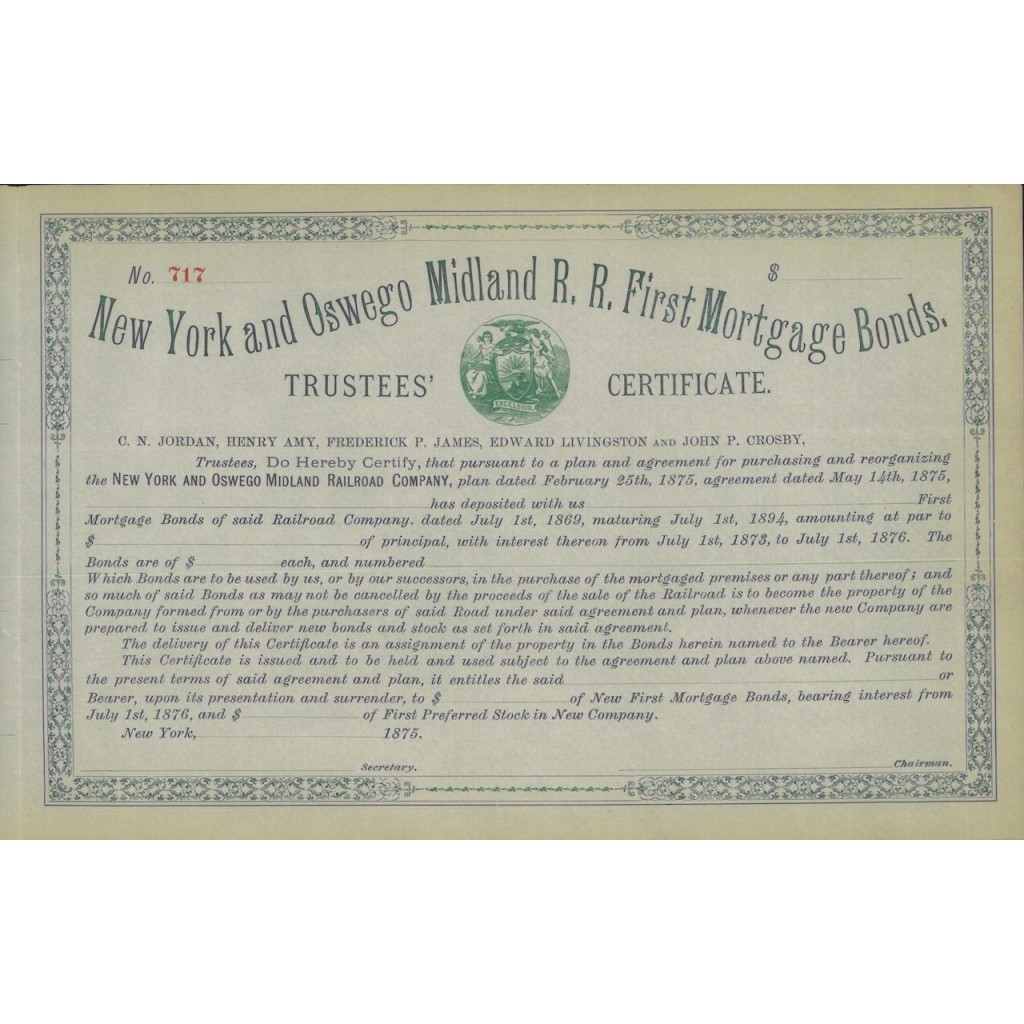 No. 717 $
New York and Oswego Midland R. R. First Mortgage Bonds.
TRUSTEES' CERTIFICATE.
EXCELSIOR
C. N. JORDAN, HENRY AMY, FREDERICK P. JAMES, EDWARD LIVINGSTON AND JOHN P. CROSBY,
Trustees, Do Hereby Certify, that pursuant to a plan and agreement for purchasing and reorganizing
the NEW YORK AND OSWEGO MIDLAND RAILROAD COMPANY, plan dated February 25th, 1875, agreement dated May 14th, 1875,
has deposited with us First
Mortgage Bonds of said Railroad Company. dated July 1st, 1869, maturing July 1st, 1894, amounting at par to
$ of principal, with interest thereon from July 1st, 1873, to July 1st, 1876. The
Bonds are of $ each, and numbered
Which Bonds are to be used by us, or by our successors, in the purchase of the mortgaged premises or any part thereof; and
so much of said Bonds as may not be cancelled by the proceeds of the sale of the Railroad is to become the property of the
Company formed from or by the purchasers of said Road under said agreement and plan, whenever the new Company are
prepared to issue and deliver new bonds and stock as set forth in said agreement.
The delivery of this Certificate is an assignment of the property in the Bonds herein named to the Bearer hereof.
This Certificate is issued and to be held and used subject to the agreement and plan above named. Pursuant to
the present terms of said agreement and plan, it entitles the said or
Bearer, upon its presentation and surrender, to $ of New First Mortgage Bonds, bearing interest from
July 1st, 1876, and $ of First Preferred Stock in New Company.
New York, 1875.
Secretary. Chairman.